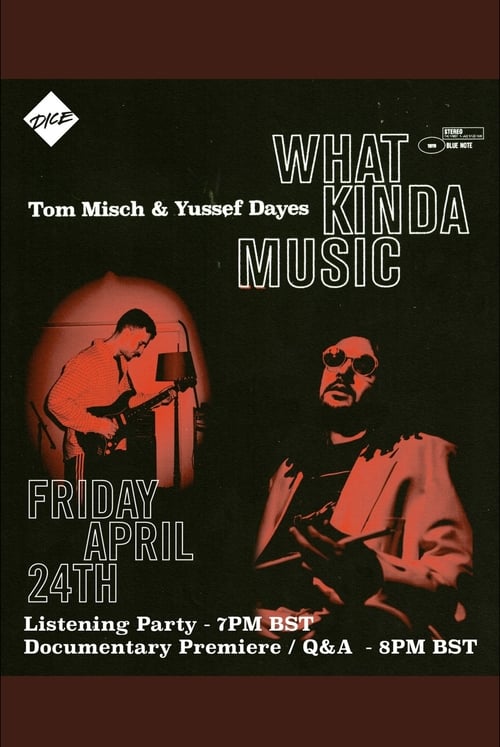 DICE
STEREO
BLUE NOTE
WHAT
KINDA
MUSIC
Tom Misch & Yussef Dayes
FRIDAY
APRIL
24TH
Listening Party - 7PM BST
Documentary Premiere / Q&A - 8PM BST